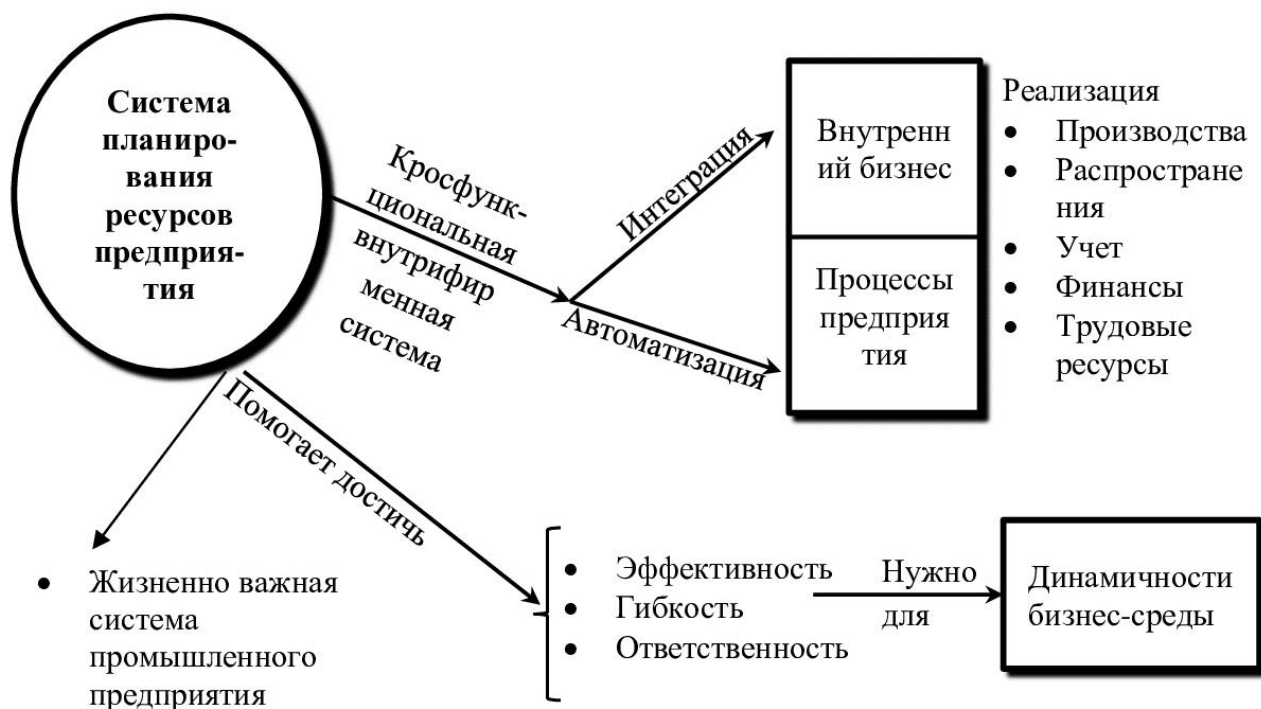 Система
планиро-
вания
ресурсов
предприя-
тия
Кросфунк-
циональная
внутрифир
менная
система
Интеграция
Автоматизация
Внутренн
ий бизнес
Процессы
предприя
тия
Реализация
• Производства
• Распростране
ния
• Учет
• Финансы
• Трудовые
ресурсы
Помогает достичь
• Жизненно важная
система
промышленного
предприятия
• Эффективность
• Гибкость
• Ответственность
Нужно
для
Динамичности
бизнес-среды